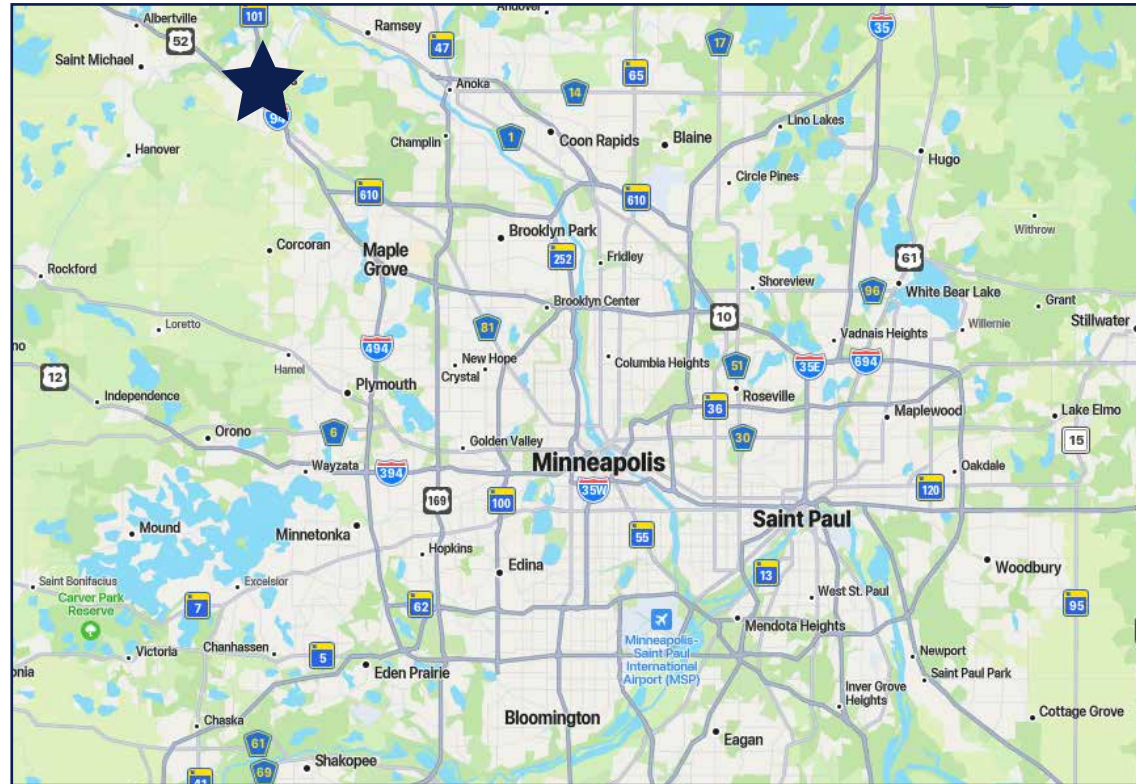 Albertville
101
Ramsey
Andover
35
52
47
17
Saint Michael
65
Anoka
14
94
Lino Lakes
Champlin
1
Coon Rapids
Blaine
Hanover
Hugo
Circle Pines
610
610
Withrow
Corcoran
Maple
Grove
Brooklyn Park
252
Fridley
61
Rockford
Shoreview
96
White Bear Lake
Grant
Brooklyn Center
10
Willernie
Stillwater
Loretto
81
Vadnais Heights
494
New Hope
Columbia Heights
51
35E
694
Hamel
Crystal
12
Plymouth
Roseville
Independence
36
Maplewood
Lake Elmo
Orono
6
Golden Valley
30
15
Wayzata
394
Minneapolis
Oakdale
169
100
35W
120
Mound
Minnetonka
55
Saint Paul
Hopkins
Edina
13
Woodbury
Saint Bonifacius
Excelsior
Carver Park
Reserve
7
62
West St. Paul
95
Minneapolis-
Saint Paul
International
Airport (MSP)
Mendota Heights
Victoria
Chanhassen
5
Eden Prairie
Newport
Saint Paul Park
Inver Grove
Heights
Chaska
Bloomington
Cottage Grove
61
Eagan
Shakopee
69
41